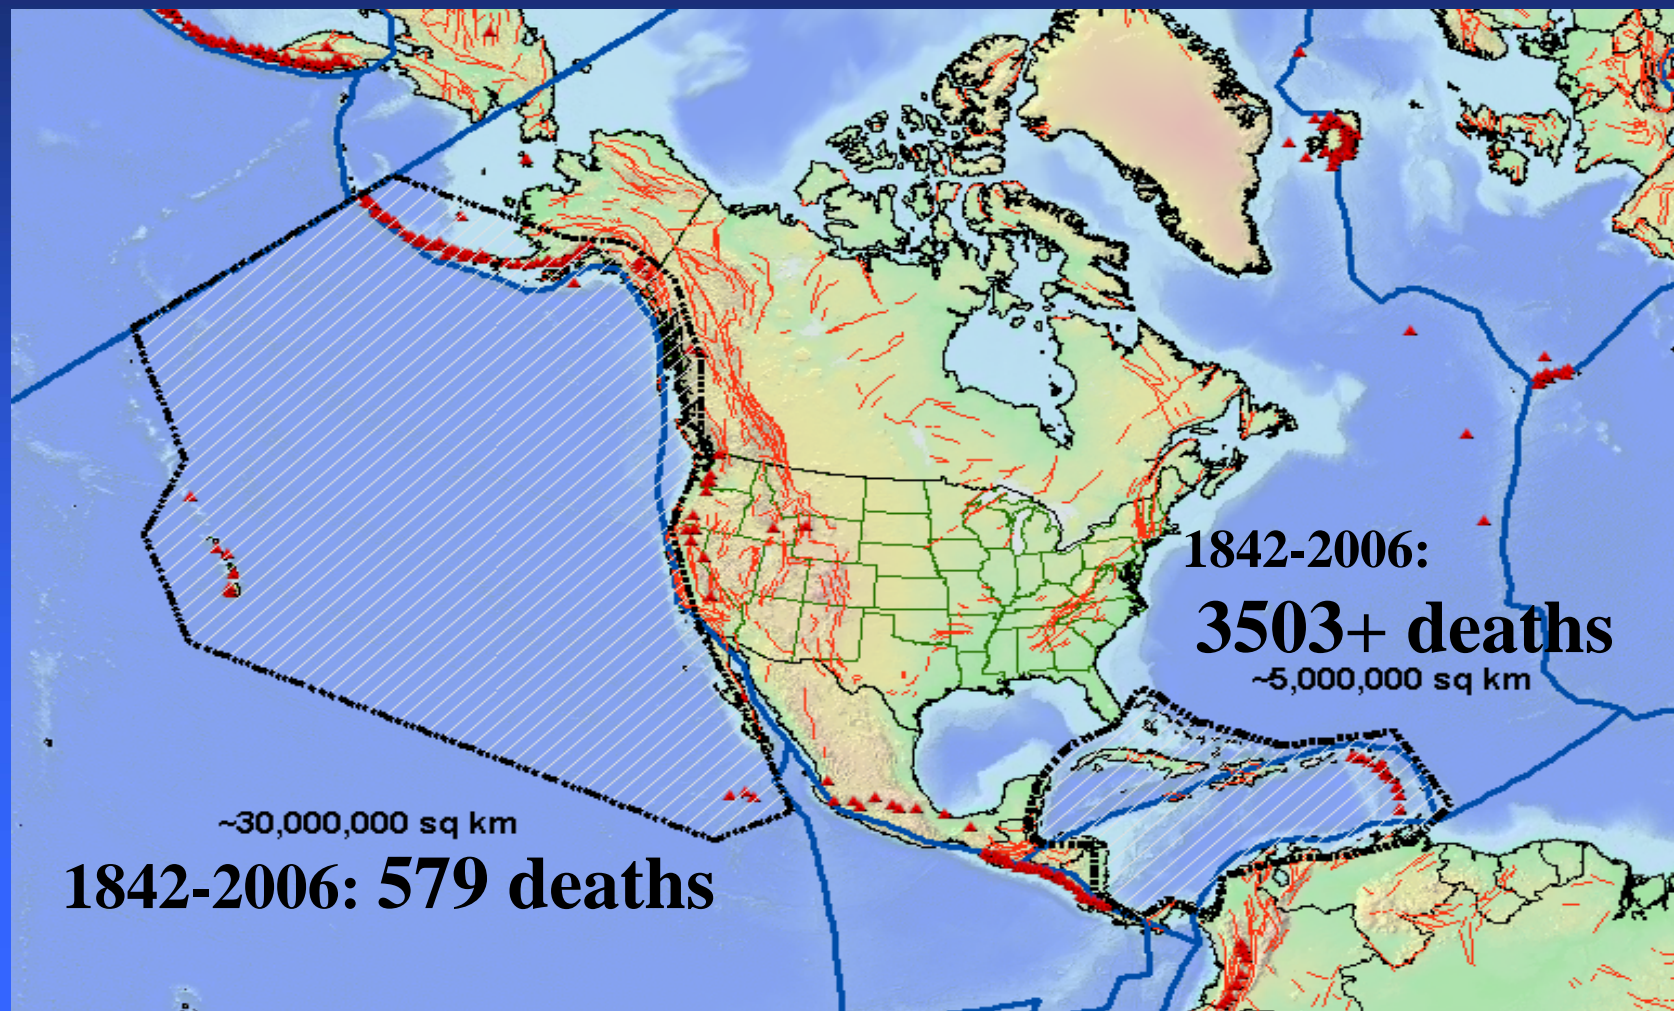 1842-2006:
3503+ deaths
~5,000,000 sq km
~30,000,000 sq km
1842-2006: 579 deaths